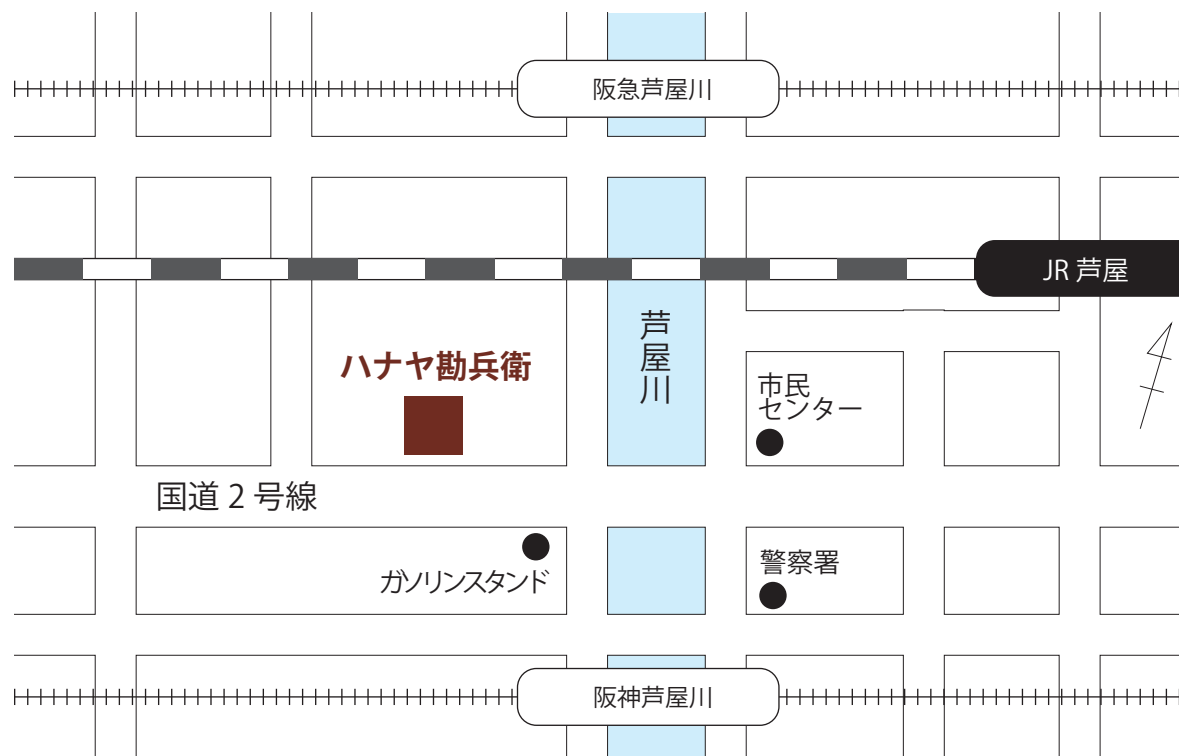 阪急芦屋川
JR 芦屋
芦屋川
ハナヤ勘兵衛
市民
センター
国道 2 号線
ガソリンスタンド
警察署
阪神芦屋川